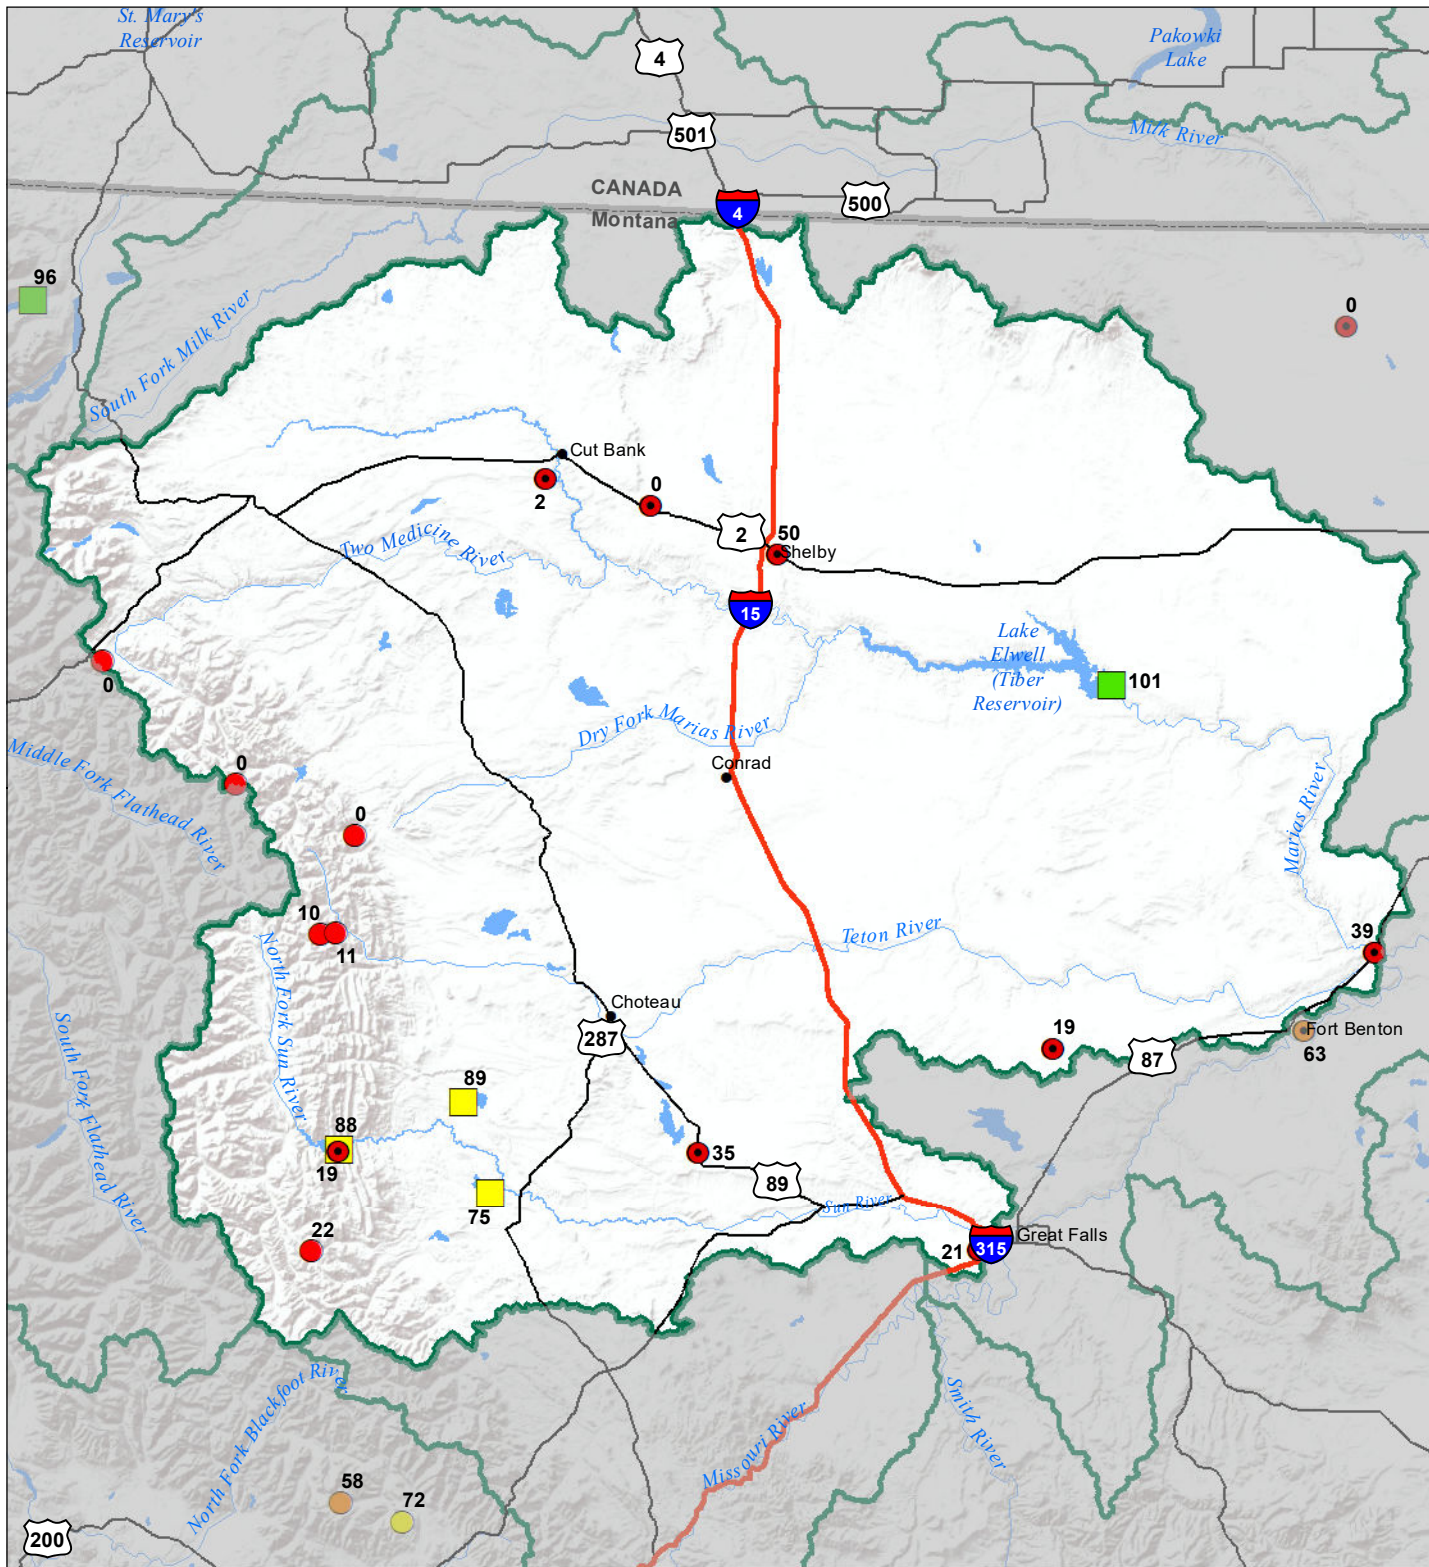 St. Mary's
Reservoir
4
Pakowki
Lake
501
Milk River
CANADA
Montana
4
500
96
0
South Fork Milk River
Cut Bank
2
0
2
50
Shelby
Two Medicine River
15
Lake
Elwell
(Tiber
Reservoir)
101
0
Dry Fork Marias River
Middle Fork Flathead River
0
Conrad
Marias River
0
10
11
North Fork Sun River
Teton River
39
Choteau
287
South Fork Flathead River
19
87
Fort Benton
63
89
88
19
35
89
75
Sun River
22
21
315
Great Falls
North Fork Blackfoot River
Missouri River
Smith River
58
72
200